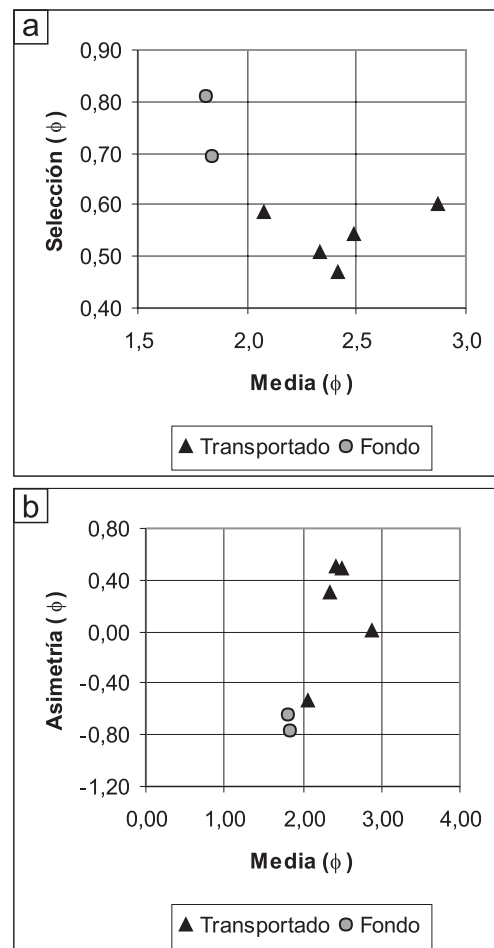 a
0,90
0,80
0,70
0,60
0,50
0,40
Selección (ϕ)
1,5 2,0 2,5 3,0
Media (ϕ)
Transportado Fondo
b
0,80
0,40
0,00
-0,40
-0,80
-1,20
Asimetría (ϕ)
0,00 1,00 2,00 3,00 4,00
Media (ϕ)
Transportado Fondo